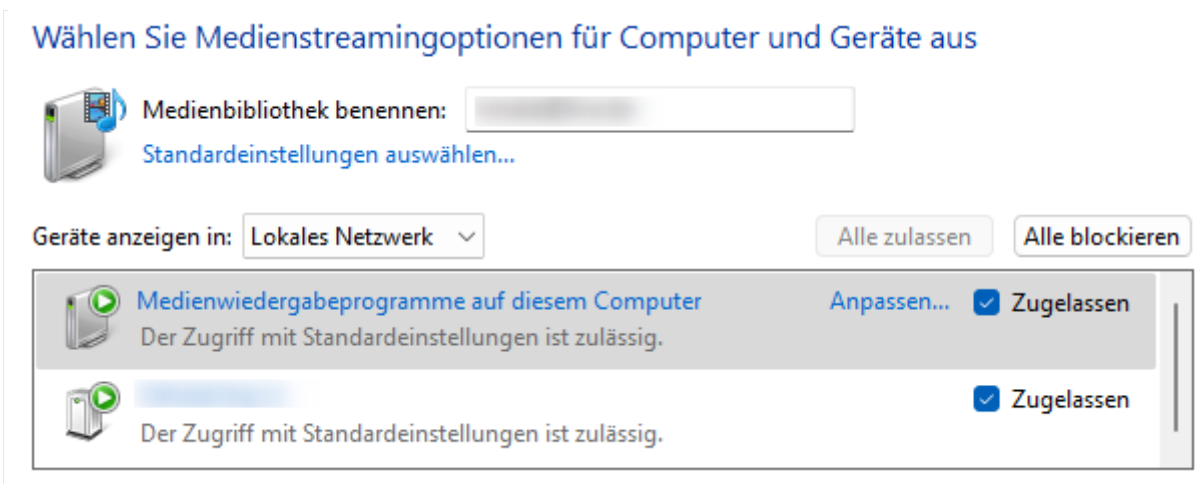 Wählen Sie Medienstreamingoptionen für Computer und Geräte aus
Medienbibliothek benennen:
Standardeinstellungen auswählen...
Geräte anzeigen in: Lokales Netzwerk Alle zulassen Alle blockieren
Medienwiedergabeprogramme auf diesem Computer Anpassen... Zugelassen
Der Zugriff mit Standardeinstellungen ist zulässig.
Zugelassen
Der Zugriff mit Standardeinstellungen ist zulässig.